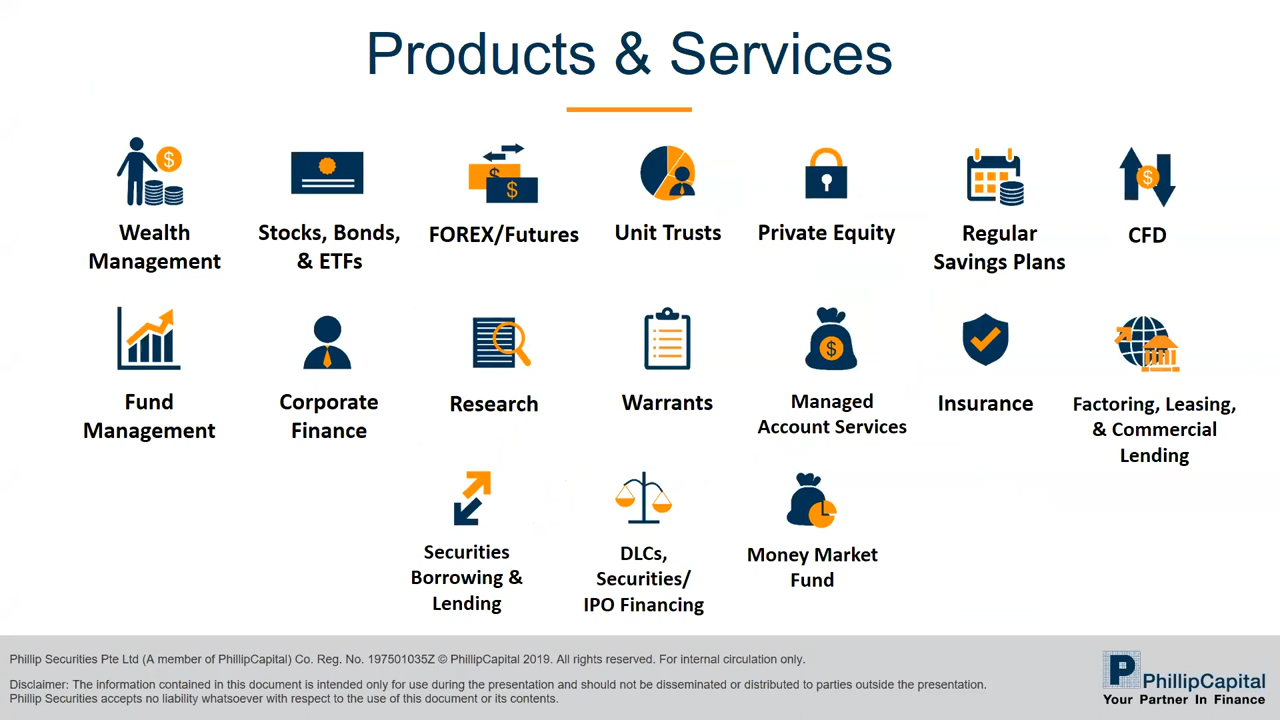 Products & Services
Wealth
Management
Stocks, Bonds,
& ETFs
$
$
FOREX/Futures
Unit Trusts
Private Equity
Regular
Savings Plans
$
CFD
$
Fund
Management
Corporate
Finance
Research
Warrants
$
Managed
Account Services
Insurance
Factoring, Leasing,
& Commercial
Lending
Securities
Borrowing &
Lending
DLCs,
Securities/
IPO Financing
Money Market
Fund
Phillip Securities Pte Ltd (A member of PhillipCapital) Co. Reg. No. 197501035Z © PhillipCapital 2019. All rights reserved. For internal circulation only.
Disclaimer: The information contained in this document is intended only for use during the presentation and should not be disseminated or distributed to parties outside the presentation.
Phillip Securities accepts no liability whatsoever with respect to the use of this document or its contents.
P
PhillipCapital
Your Partner In Finance